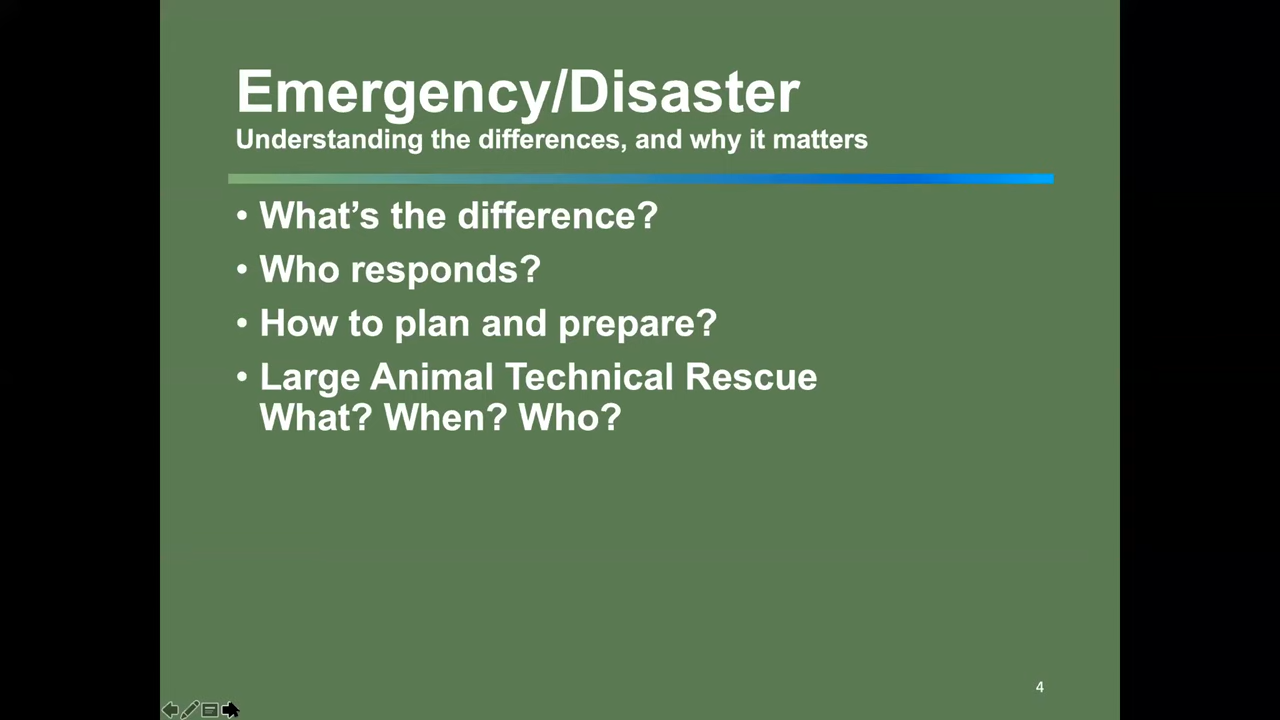 Emergency/Disaster
Understanding the differences, and why it matters
• What’s the difference?
• Who responds?
• How to plan and prepare?
• Large Animal Technical Rescue
What? When? Who?
4